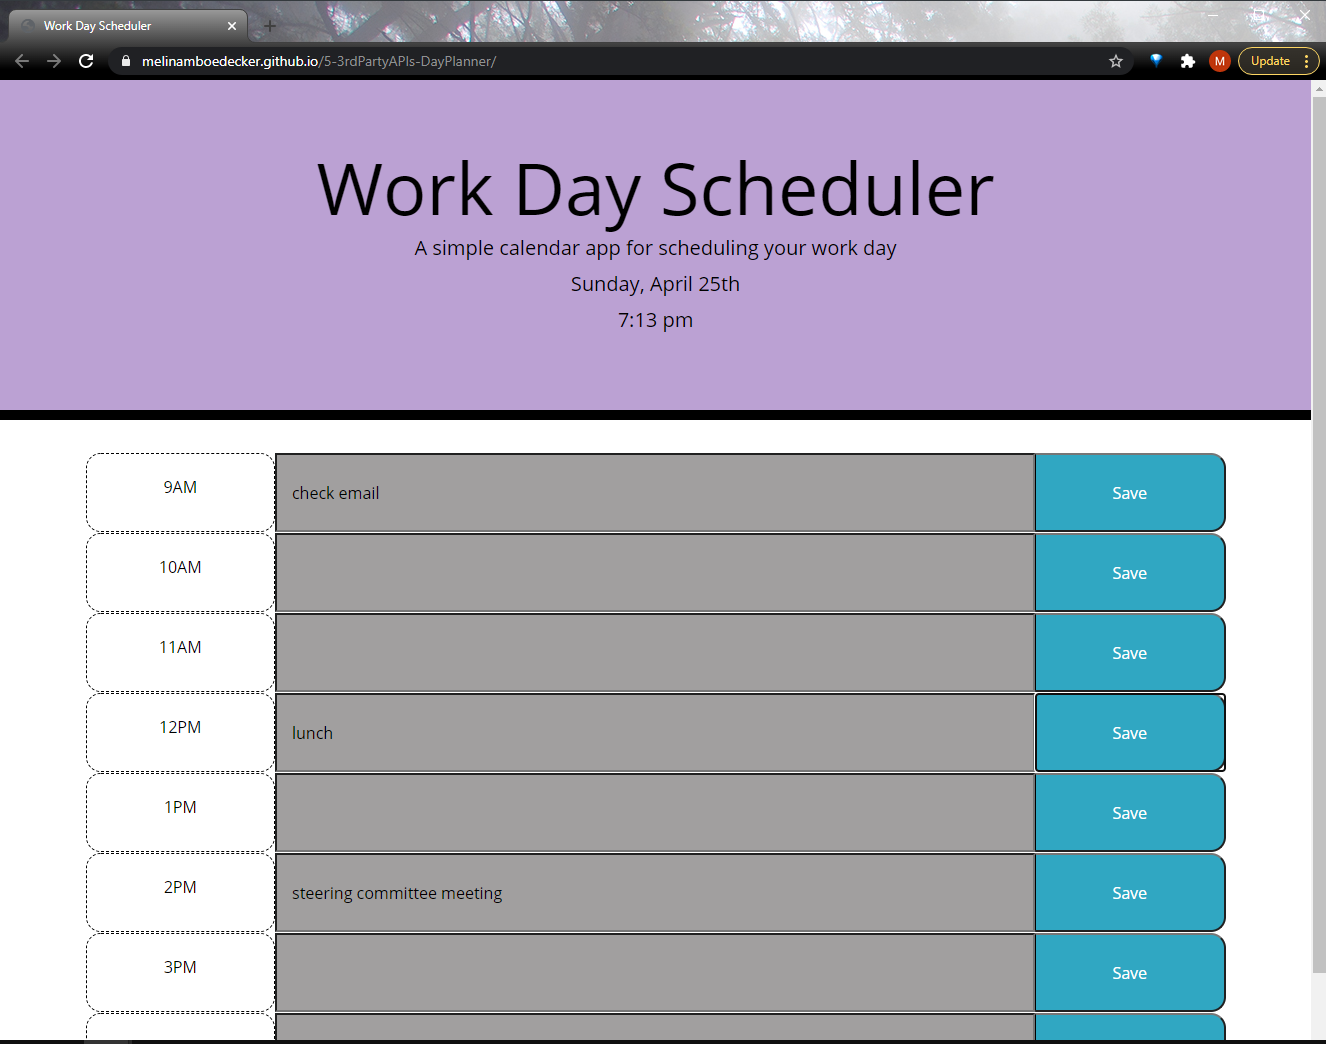 Work Day Scheduler
melinamboedecker.github.io/5-3rdPartyAPIs-DayPlanner/
M
Update
Work Day Scheduler
A simple calendar app for scheduling your work day
Sunday, April 25th
7:13 pm
9AM check email Save
10AM Save
11AM Save
12PM lunch Save
1PM Save
2PM steering committee meeting Save
3PM Save